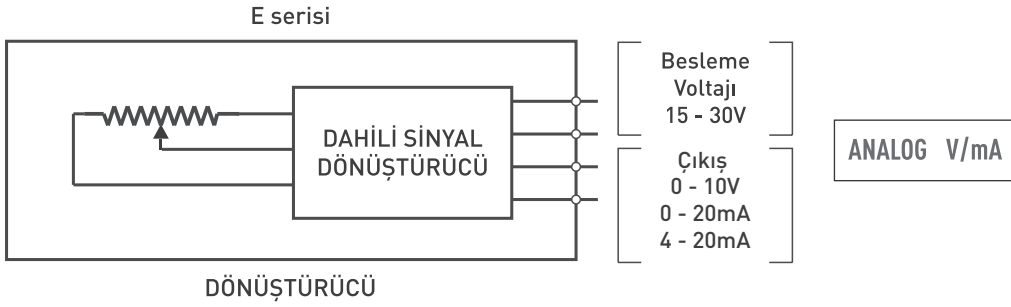 E serisi
DAHİLİ SİNYAL
DÖNÜŞTÜRÜCÜ
Besleme
Voltajı
15 - 30V
Çıkış
0 - 10V
0 - 20mA
4 - 20mA
ANALOG V/mA
DÖNÜŞTÜRÜCÜ